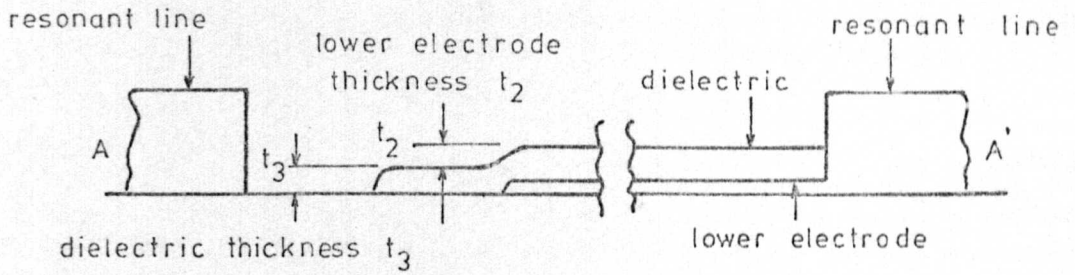 resonant line
lower electrode
thickness t2
resonant line
dielectric
A
t3
t2
A'
dielectric thickness t3
lower electrode